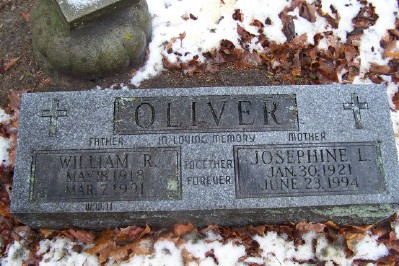 OLIVER
FATHER IN LOVING MEMORY MOTHER
WILLIAM R.
MAY 8, 1918
MAR. 7, 1991
W.W.II
TOGETHER
FOREVER
JOSEPHINE L.
JAN. 30, 1921
JUNE 23, 1994